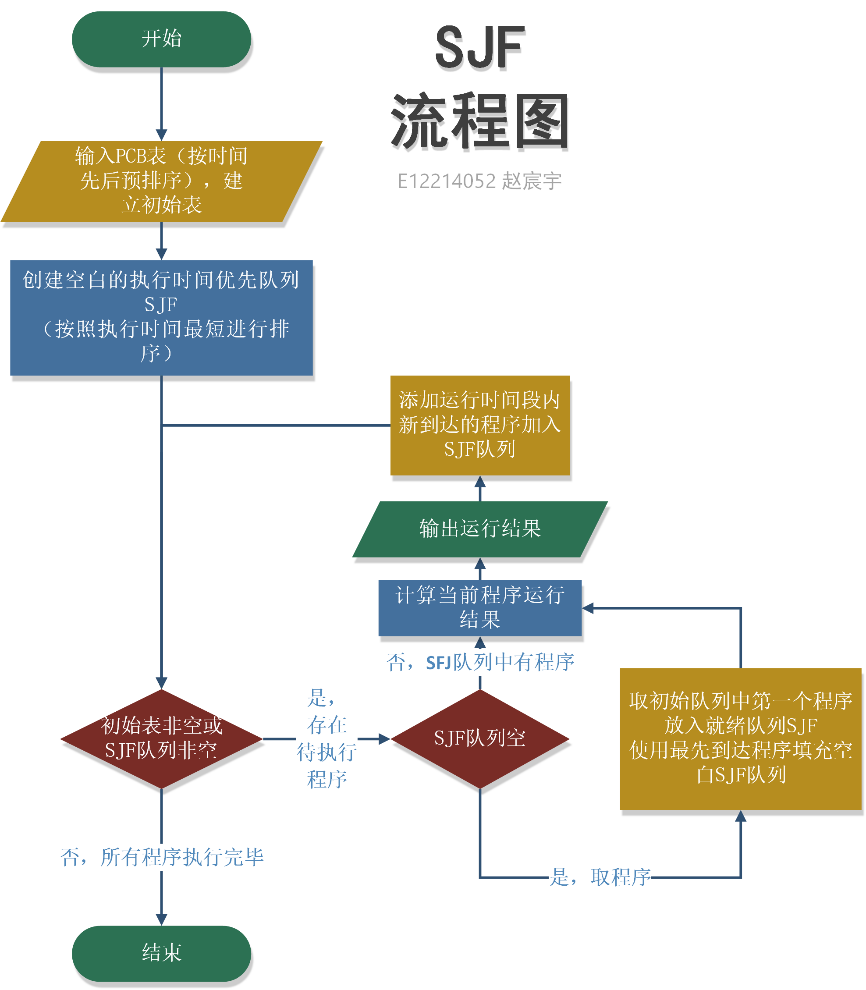 开始
SJF
流程图
E12214052 赵宸宇
输入PCB表（按时间
先后预排序），建
立初始表
创建空白的执行时间优先队列
SJF
（按照执行时间最短进行排
序）
添加运行时间段内
新到达的程序加入
SJF队列
输出运行结果
计算当前程序运行
结果
否，SFJ队列中有程序
取初始队列中第一个程序
放入就绪队列SJF
使用最先到达程序填充空
白SJF队列
初始表非空或
SJF队列非空
是，
存在
待执行
程序
SJF队列空
否，所有程序执行完毕
是，取程序
结束